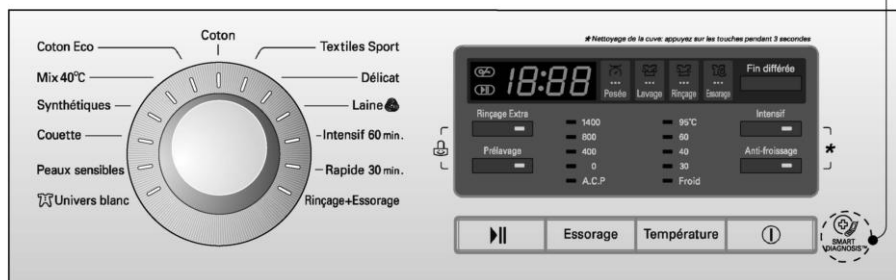 * Nettoyage de la cuve: appuyez sur les touches pendant 3 secondes
Coton
Coton Eco
Textiles Sport
Mix 40°C
Délicat
Synthétiques
Laine
Couette
Intensif 60 min.
Peaux sensibles
Rapide 30 min.
Univers blanc
Rinçage+Essorage
18:88
Pesée
Lavage
Rinçage
Essorage
Fin différée
Rinçage Extra
Prélavage
1400
800
400
0
A.C.P
95°C
60
40
30
Froid
Intensif
Anti-froissage
*
Essorage
Température
SMART
DIAGNOSIS™